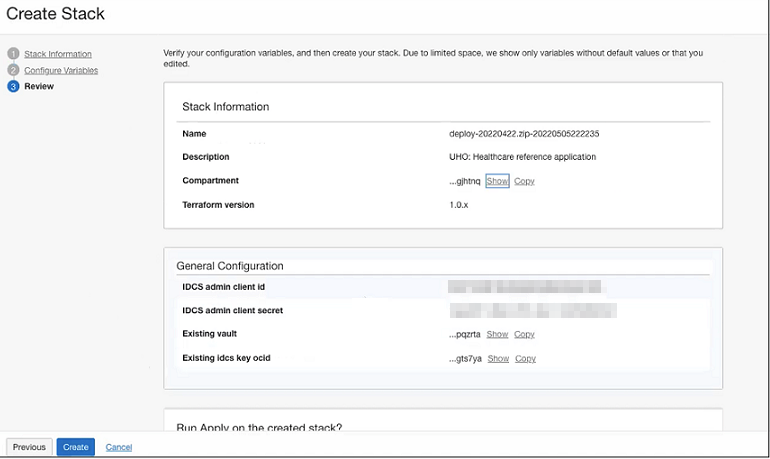 Create Stack
1 Stack Information
2 Configure Variables
3 Review
Verify your configuration variables, and then create your stack. Due to limited space, we show only variables without default values or that you
edited.
Stack Information
Name deploy-20220422.zip-20220505222235
Description UHO: Healthcare reference application
Compartment ...gjhtnq Show Copy
Terraform version 1.0.x
General Configuration
IDCS admin client id
IDCS admin client secret
Existing vault ...pqzrta Show Copy
Existing idcs key ocid ...gts7ya Show Copy
Run Apply on the created stack?
Previous Create Cancel